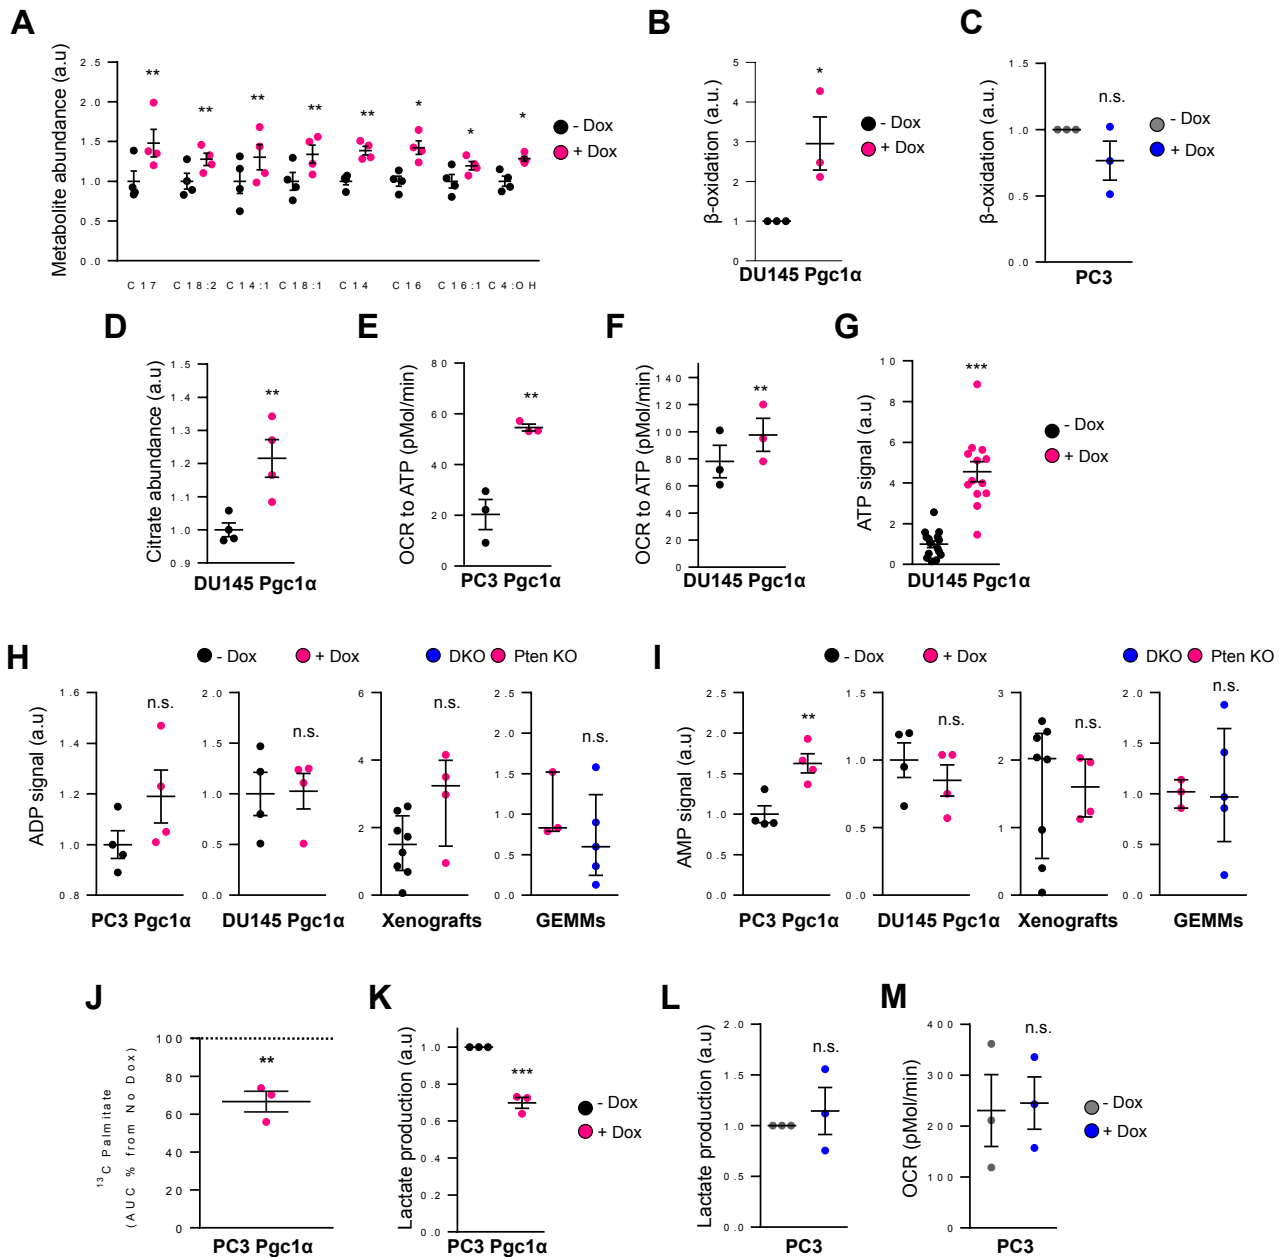 A
Metabolite abundance (a.u)
2.5
2.0
1.5
1.0
0.5
0.0
** ** ** ** ** * * *
C17 C18:2 C14:1 C18:1 C14 C16 C16:1 C4:OH
- Dox
+ Dox
B
β-oxidation (a.u.)
5
4
3
2
1
0
*
DU145 Pgc1α
- Dox
+ Dox
C
β-oxidation (a.u.)
1.5
1.0
0.5
0.0
n.s.
PC3
- Dox
+ Dox
D
Citrate abundance (a.u)
1.5
1.4
1.3
1.2
1.1
1.0
0.9
**
DU145 Pgc1α
E
OCR to ATP (pMol/min)
80
60
40
20
0
**
PC3 Pgc1α
F
OCR to ATP (pMol/min)
140
120
100
80
60
40
20
0
**
DU145 Pgc1α
G
ATP signal (a.u)
10
8
6
4
2
0
***
DU145 Pgc1α
- Dox
+ Dox
H
- Dox
+ Dox
DKO
Pten KO
ADP signal (a.u)
1.6
1.4
1.2
1.0
0.8
n.s.
PC3 Pgc1α
2.0
1.5
1.0
0.5
0.0
n.s.
DU145 Pgc1α
6
4
2
0
n.s.
Xenografts
2.5
2.0
1.5
1.0
0.5
0.0
n.s.
GEMMs
I
- Dox
+ Dox
DKO
Pten KO
AMP signal (a.u)
2.5
2.0
1.5
1.0
0.5
0.0
**
PC3 Pgc1α
1.5
1.0
0.5
0.0
n.s.
DU145 Pgc1α
3
2
1
0
n.s.
Xenografts
2.0
1.5
1.0
0.5
0.0
n.s.
GEMMs
J
13C Palmitate
(AUC % from No Dox)
100
80
60
40
20
0
**
PC3 Pgc1α
K
Lactate production (a.u)
1.0
0.8
0.6
0.4
0.2
0.0
***
PC3 Pgc1α
- Dox
+ Dox
L
Lactate production (a.u)
2.0
1.5
1.0
0.5
0.0
n.s.
PC3
M
OCR (pMol/min)
400
300
200
100
0
n.s.
PC3
- Dox
+ Dox